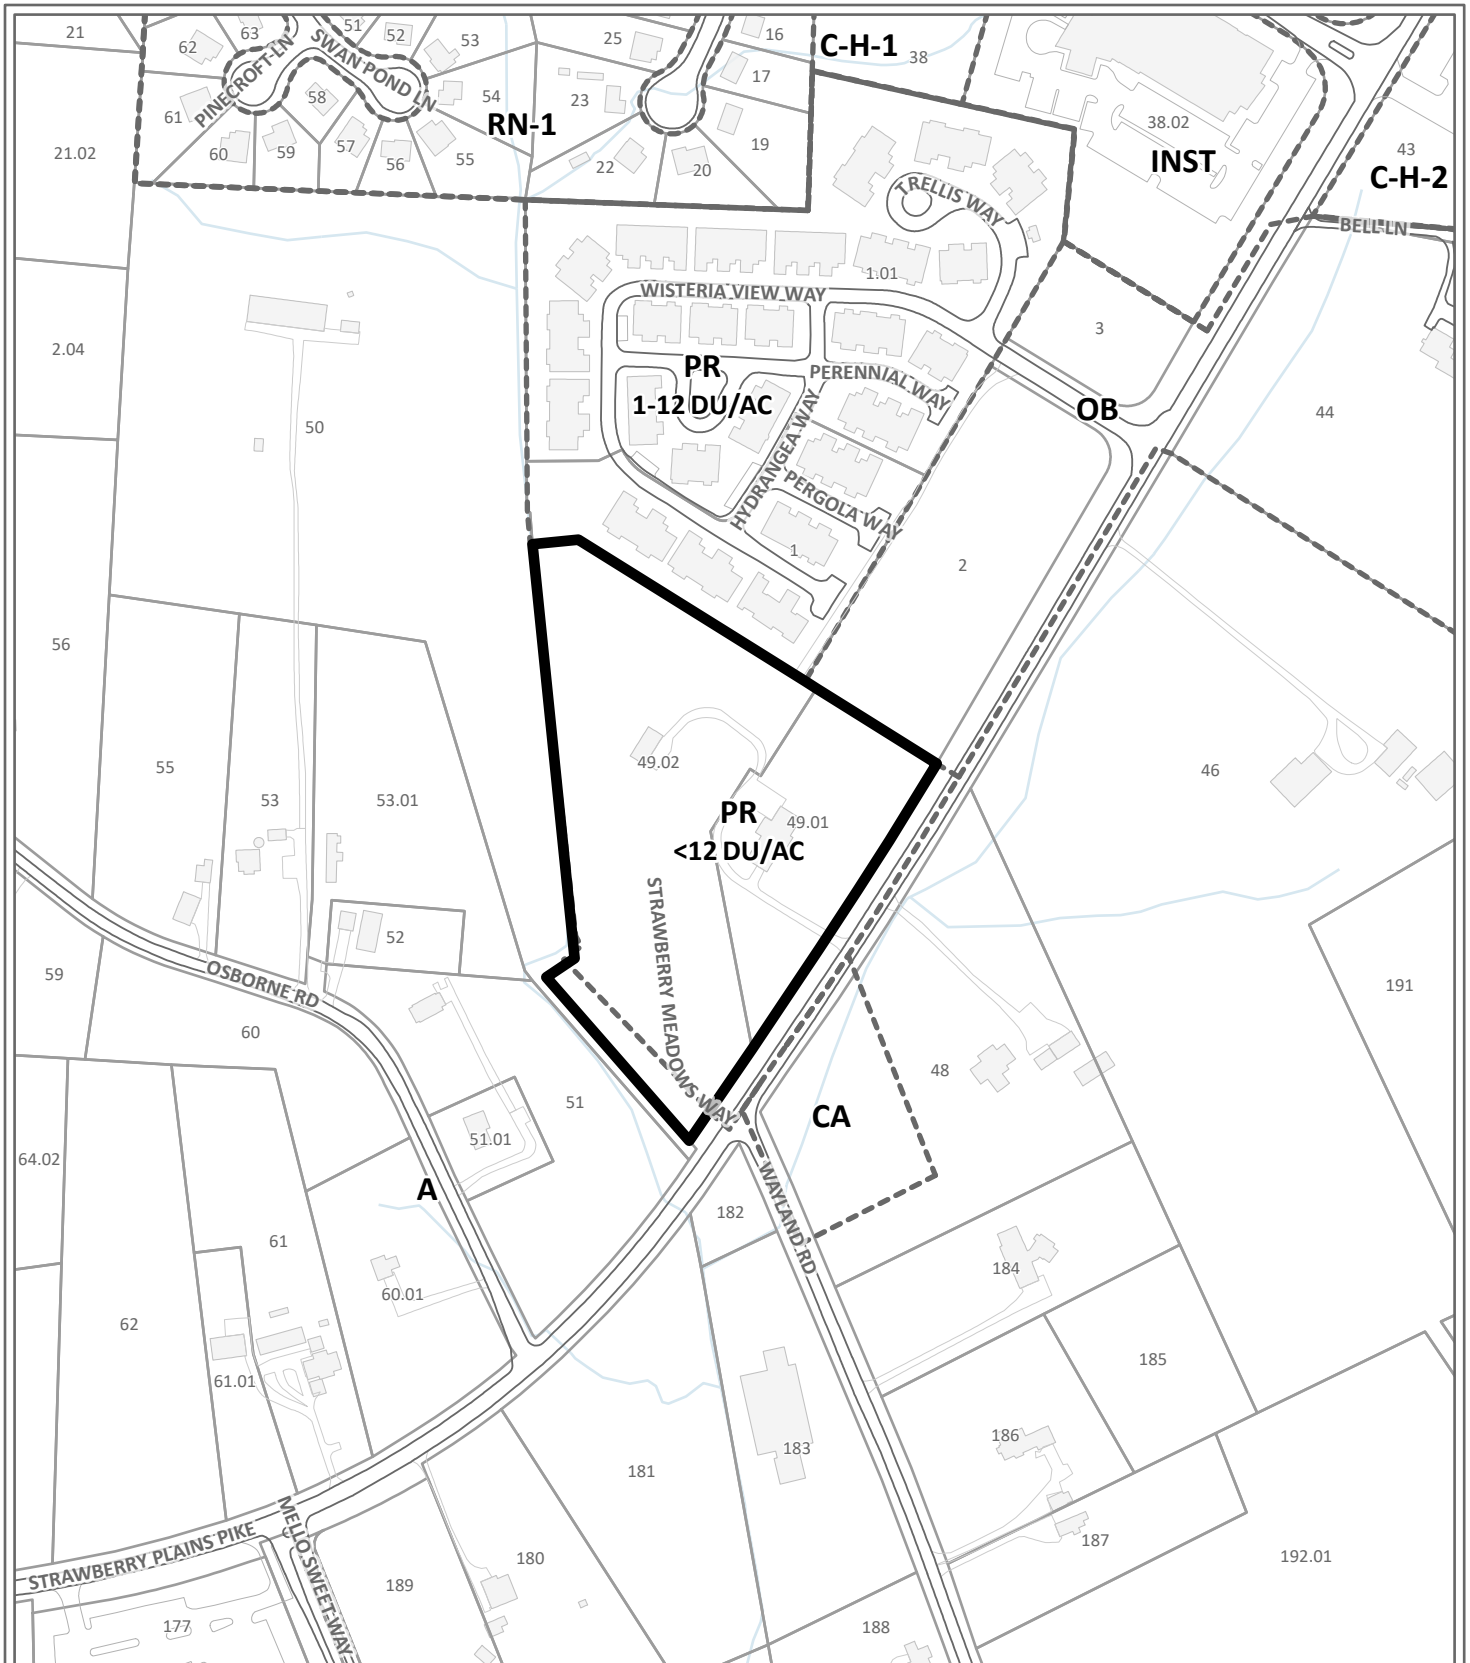 21
62
63
51
52
53
25
16
C-H-1
38
PINECROFT LN
SWAN POND LN
58
54
23
17
61
RN-1
38.02
43
21.02
60
59
57
56
55
22
20
19
INST
C-H-2
TRELLIS WAY
BELL LN
1.01
WISTERIA VIEW WAY
2.04
3
PR
1-12 DU/AC
PERENNIAL WAY
OB
50
44
HYDRANGEA WAY
PERGOLA WAY
1
2
56
55
53
53.01
49.02
46
PR
<12 DU/AC
49.01
STRAWBERRY MEADOWS WAY
52
59
OSBORNE RD
60
191
48
51
CA
51.01
64.02
A
WAYLAND RD
182
61
184
60.01
62
61.01
185
183
186
181
MELLO SWEET WAY
STRAWBERRY PLAINS PIKE
180
187
192.01
189
177
188